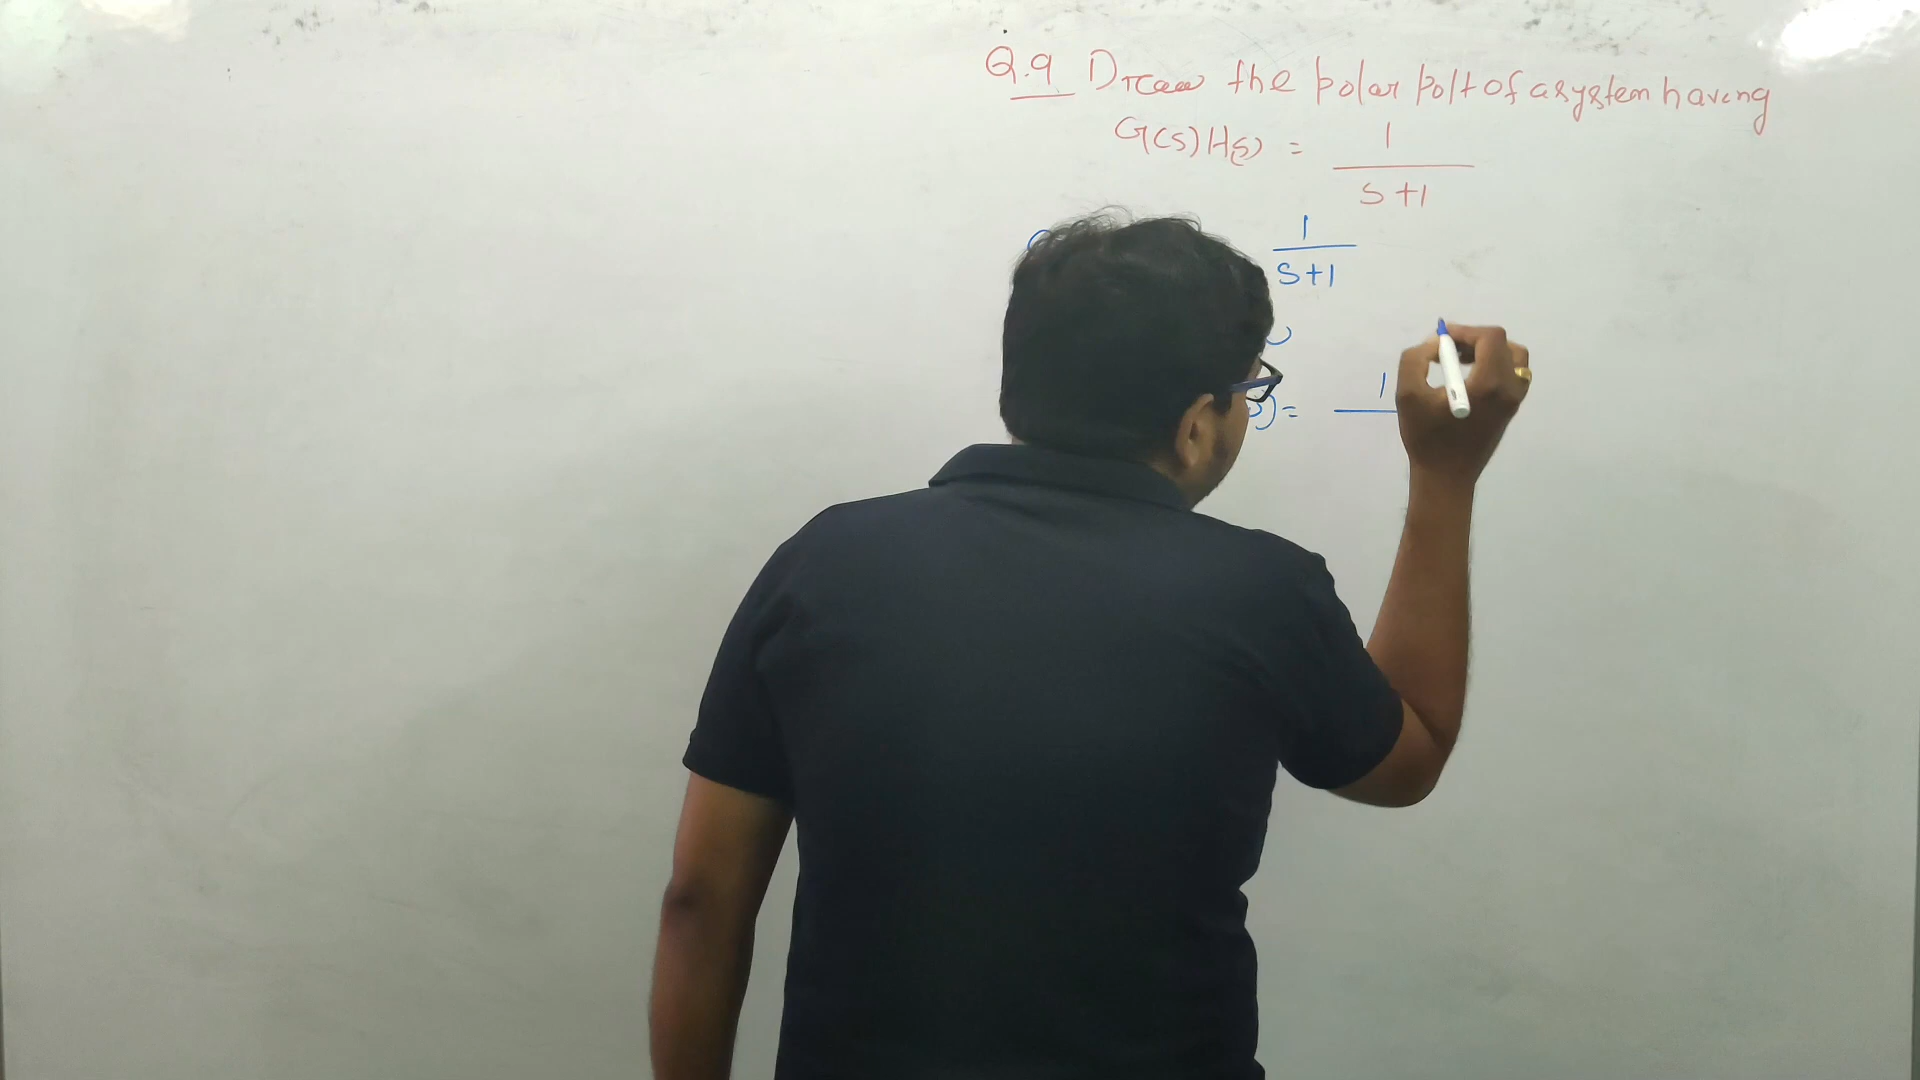 Q.9 Draw the polar polt of a system having
G(s)H(s) = 1
s+1
1
s+1
) = 1